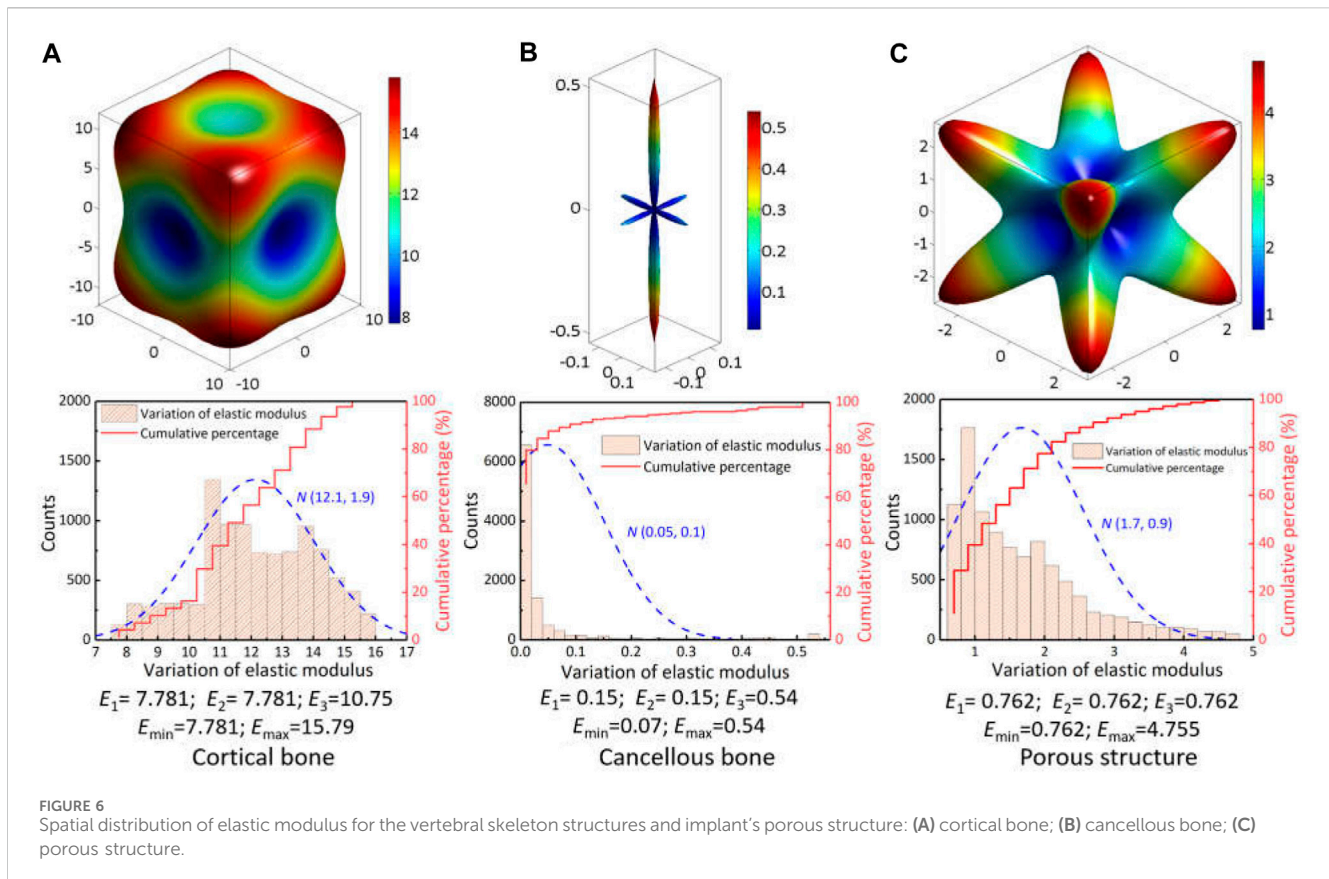 A
B
C
10
5
0
-5
-10
-10
0
10
10
0
-10
14
12
10
8
0.5
0
-0.5
-0.1
0
0.1
0.1
0
-0.1
0.5
0.4
0.3
0.2
0.1
2
1
0
-1
-2
-2
0
2
2
0
-2
4
3
2
1
2000
1500
1000
500
0
Counts
Variation of elastic modulus
Cumulative percentage
N (12.1, 1.9)
100
80
60
40
20
0
Cumulative percentage (%)
7 8 9 10 11 12 13 14 15 16 17
Variation of elastic modulus
E1= 7.781; E2= 7.781; E3=10.75
Emin=7.781; Emax=15.79
Cortical bone
8000
7000
6000
5000
4000
3000
2000
1000
0
Counts
Variation of elastic modulus
Cumulative percentage
N (0.05, 0.1)
100
80
60
40
20
0
Cumulative percentage (%)
0.0 0.1 0.2 0.3 0.4 0.5
Variation of elastic modulus
E1= 0.15; E2= 0.15; E3=0.54
Emin=0.07; Emax=0.54
Cancellous bone
2000
1500
1000
500
0
Counts
Variation of elastic modulus
Cumulative percentage
N (1.7, 0.9)
100
80
60
40
20
0
Cumulative percentage (%)
1 2 3 4 5
Variation of elastic modulus
E1= 0.762; E2= 0.762; E3=0.762
Emin=0.762; Emax=4.755
Porous structure
FIGURE 6
Spatial distribution of elastic modulus for the vertebral skeleton structures and implant's porous structure: (A) cortical bone; (B) cancellous bone; (C)
porous structure.